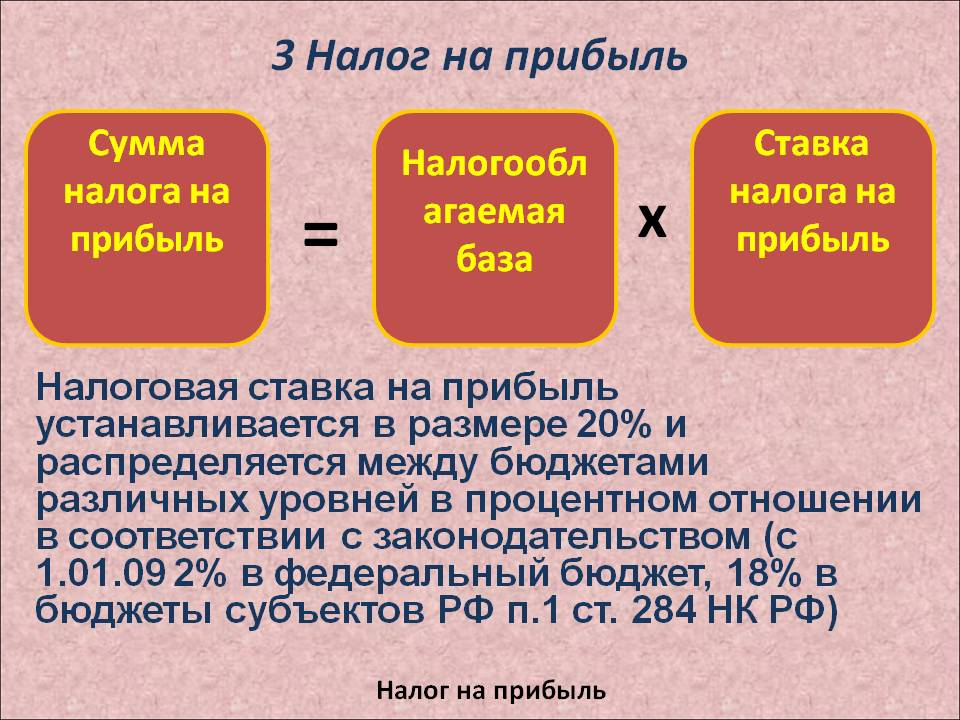 3 Налог на прибыль
Сумма
налога на
прибыль
=
Налогообл
агаемая
база
х
Ставка
налога на
прибыль
Налоговая ставка на прибыль
устанавливается в размере 20% и
распределяется между бюджетами
различных уровней в процентном отношении
в соответствии с законодательством (с
1.01.09 2% в федеральный бюджет, 18% в
бюджеты субъектов РФ п.1 ст. 284 НК РФ)
Налог на прибыль